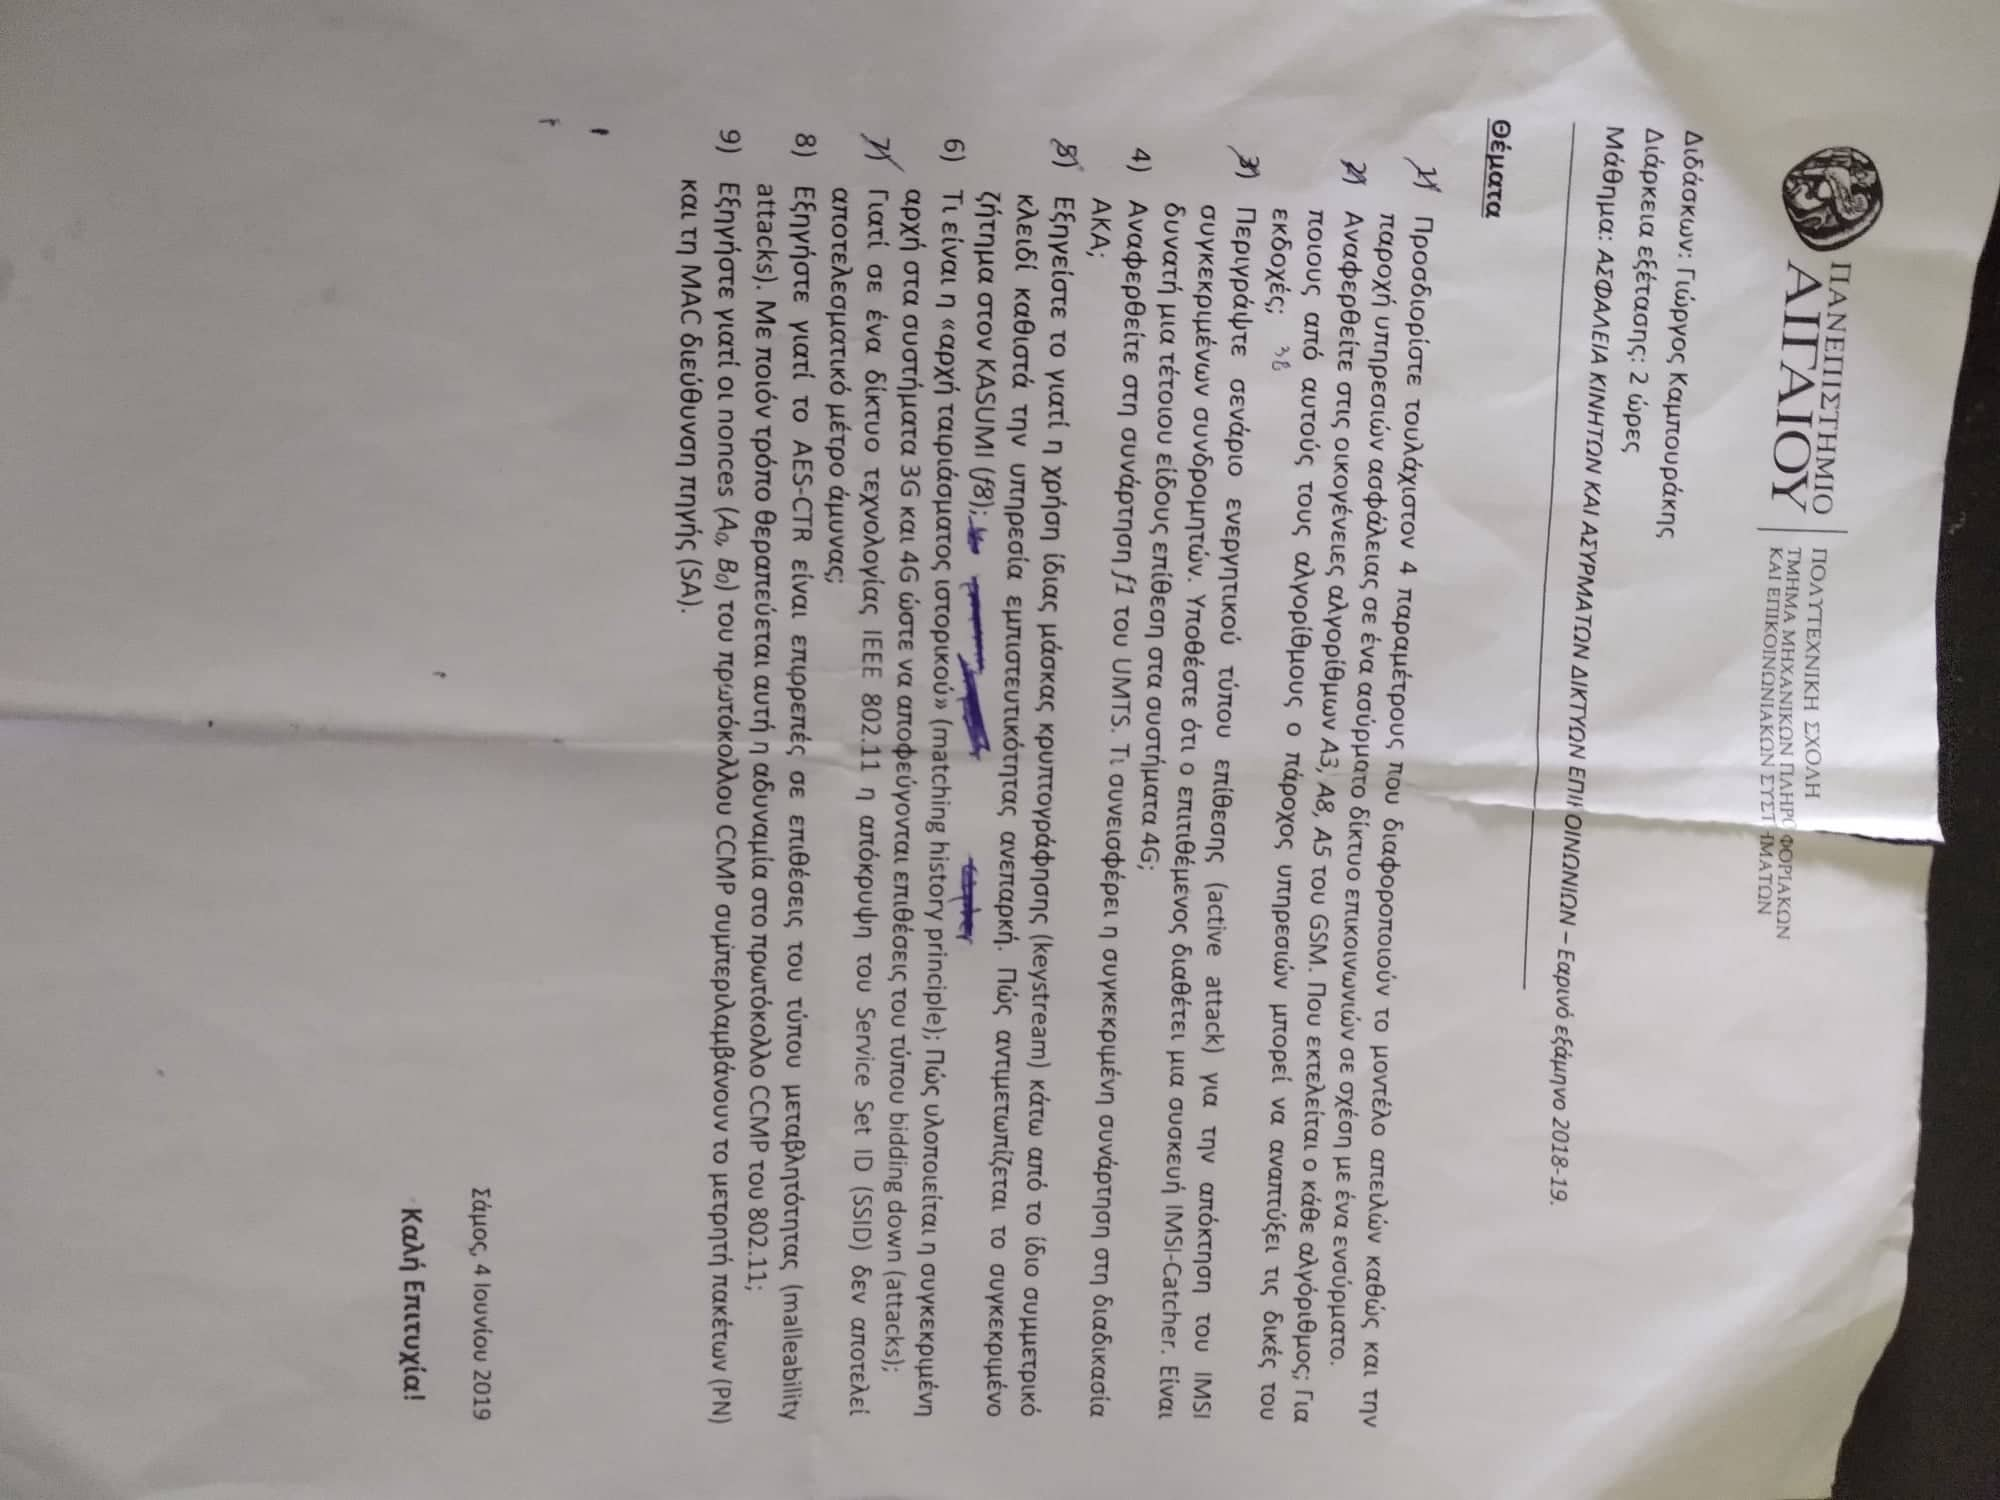 ΠΑΝΕΠΙΣΤΗΜΙΟ
ΑΙΓΑΙΟΥ
ΠΟΛΥΤΕΧΝΙΚΗ ΣΧΟΛΗ
ΤΜΗΜΑ ΜΗΧΑΝΙΚΩΝ ΠΛΗΡΟΦΟΡΙΑΚΩΝ
ΚΑΙ ΕΠΙΚΟΙΝΩΝΙΑΚΩΝ ΣΥΣΤΗΜΑΤΩΝ
Διδάσκων: Γιώργος Καμπουράκης
Διάρκεια εξέτασης: 2 ώρες
Μάθημα: ΑΣΦΑΛΕΙΑ ΚΙΝΗΤΩΝ ΚΑΙ ΑΣΥΡΜΑΤΩΝ ΔΙΚΤΥΩΝ ΕΠΙΚΟΙΝΩΝΙΩΝ – Εαρινό εξάμηνο 2018-19.
Θέματα
1) Προσδιορίστε τουλάχιστον 4 παραμέτρους που διαφοροποιούν το μοντέλο απειλών καθώς και την
παροχή υπηρεσιών ασφάλειας σε ένα ασύρματο δίκτυο επικοινωνιών σε σχέση με ένα ενσύρματο.
2) Αναφερθείτε στις οικογένειες αλγορίθμων A3, A8, A5 του GSM. Που εκτελείται ο κάθε αλγόριθμος; Για
ποιους από αυτούς τους αλγορίθμους ο πάροχος υπηρεσιών μπορεί να αναπτύξει τις δικές του
εκδοχές;
3) Περιγράψτε σενάριο ενεργητικού τύπου επίθεσης (active attack) για την απόκτηση του IMSI
συγκεκριμένων συνδρομητών. Υποθέστε ότι ο επιτιθέμενος διαθέτει μια συσκευή IMSI-Catcher. Είναι
δυνατή μια τέτοιου είδους επίθεση στα συστήματα 4G;
4) Αναφερθείτε στη συνάρτηση f1 του UMTS. Τι συνεισφέρει η συγκεκριμένη συνάρτηση στη διαδικασία
AKA;
5) Εξηγείστε το γιατί η χρήση ίδιας μάσκας κρυπτογράφησης (keystream) κάτω από το ίδιο συμμετρικό
κλειδί καθιστά την υπηρεσία εμπιστευτικότητας ανεπαρκή. Πώς αντιμετωπίζεται το συγκεκριμένο
ζήτημα στον KASUMI (f8);
6) Τι είναι η «αρχή ταιριάσματος ιστορικού» (matching history principle); Πώς υλοποιείται η συγκεκριμένη
αρχή στα συστήματα 3G και 4G ώστε να αποφεύγονται επιθέσεις του τύπου bidding down (attacks);
7) Γιατί σε ένα δίκτυο τεχνολογίας IEEE 802.11 η απόκρυψη του Service Set ID (SSID) δεν αποτελεί
αποτελεσματικό μέτρο άμυνας;
8) Εξηγήστε γιατί το AES-CTR είναι επιρρεπές σε επιθέσεις του τύπου μεταβλητότητας (malleability
attacks). Με ποιόν τρόπο θεραπεύεται αυτή η αδυναμία στο πρωτόκολλο CCMP του 802.11;
9) Εξηγήστε γιατί οι nonces (A0, B0) του πρωτόκολλου CCMP συμπεριλαμβάνουν το μετρητή πακέτων (PN)
και τη MAC διεύθυνση πηγής (SA).
Σάμος, 4 Ιουνίου 2019
Καλή Επιτυχία!